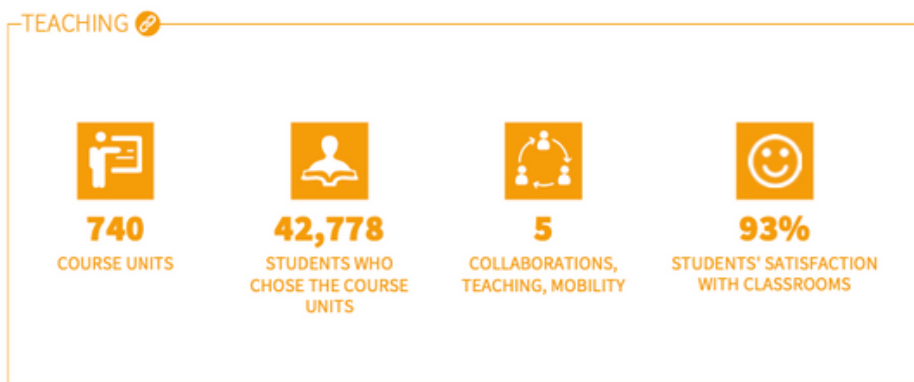 TEACHING
740
COURSE UNITS
42,778
STUDENTS WHO
CHOSE THE COURSE
UNITS
5
COLLABORATIONS,
TEACHING, MOBILITY
93%
STUDENTS' SATISFACTION
WITH CLASSROOMS